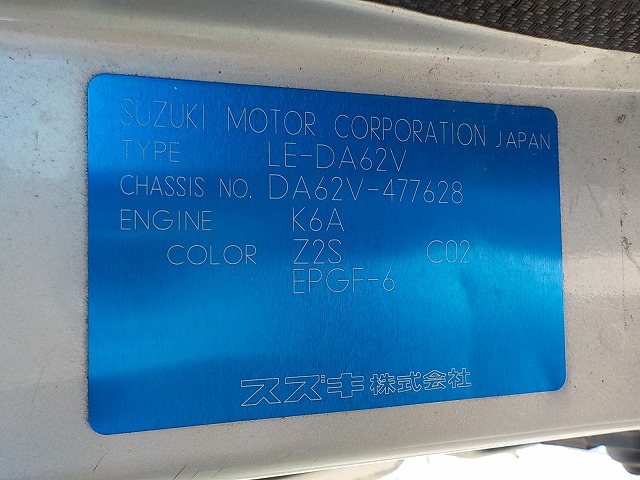 SUZUKI MOTOR CORPORATION JAPAN
TYPE LE-DA62V
CHASSIS NO. DA62V-477628
ENGINE K6A
COLOR Z2S C02
EPGF-6
スズキ株式会社